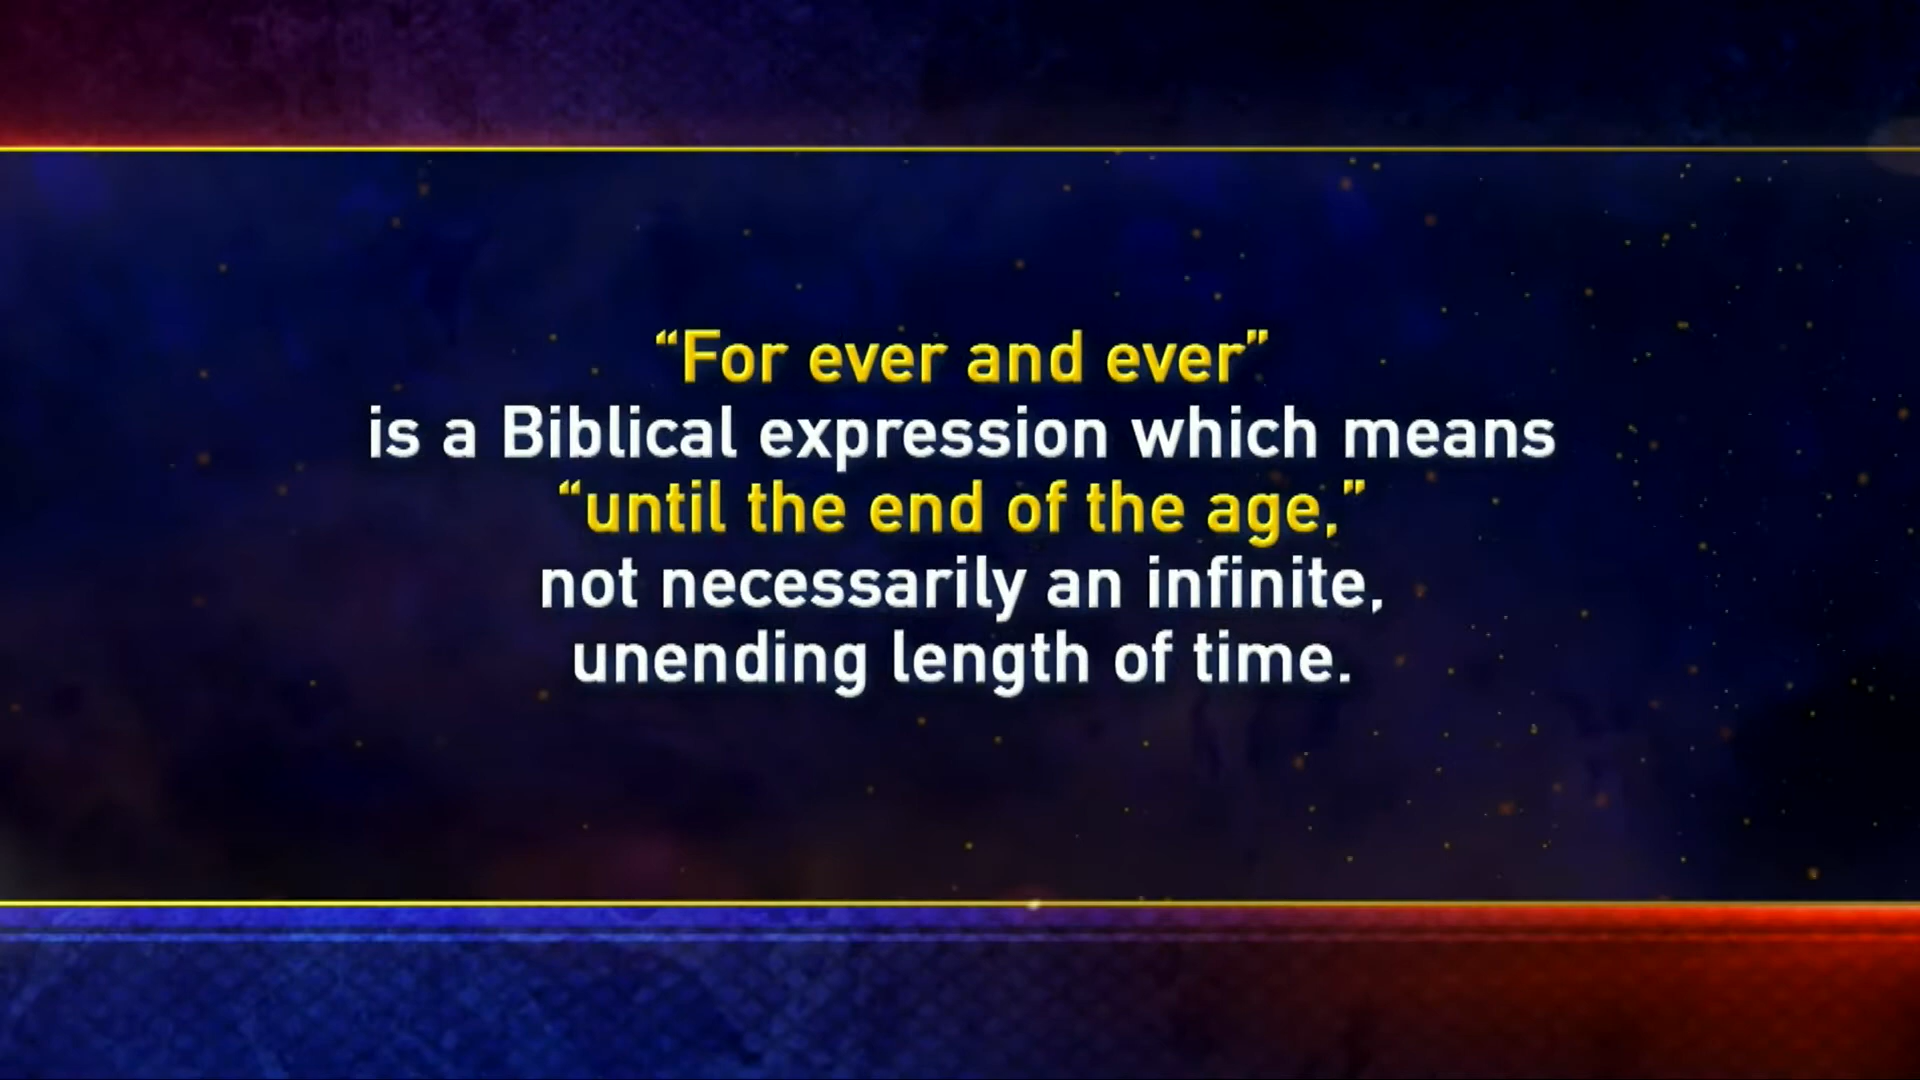 “For ever and ever”
is a Biblical expression which means
“until the end of the age,”
not necessarily an infinite,
unending length of time.